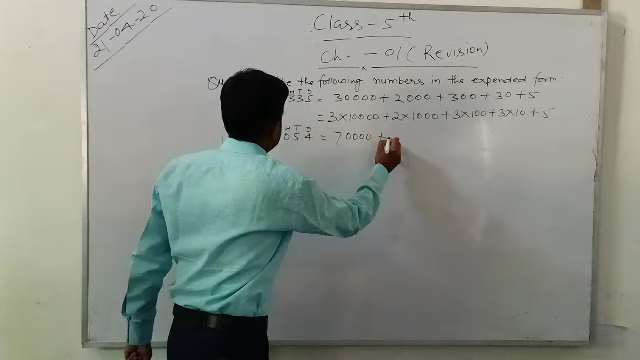 Date
21-04-20
Class - 5th
Ch. - 01 (Revision)
the following numbers in the expended form.
335 = 30000 + 2000 + 300 + 30 + 5
= 3×10000 + 2×1000 + 3×100 + 3×10 + 5
H T O
054 = 70000 +